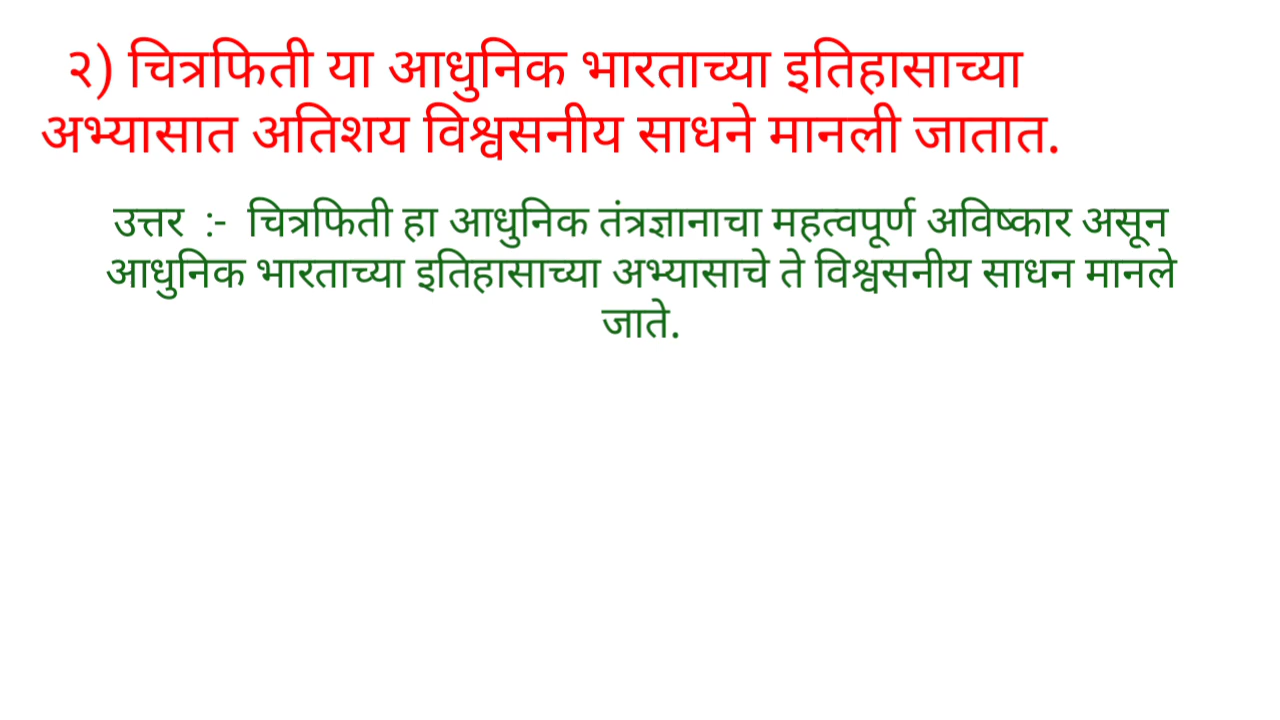 २) चित्रफिती या आधुनिक भारताच्या इतिहासाच्या
अभ्यासात अतिशय विश्वसनीय साधने मानली जातात.
उत्तर :- चित्रफिती हा आधुनिक तंत्रज्ञानाचा महत्वपूर्ण अविष्कार असून
आधुनिक भारताच्या इतिहासाच्या अभ्यासाचे ते विश्वसनीय साधन मानले
जाते.